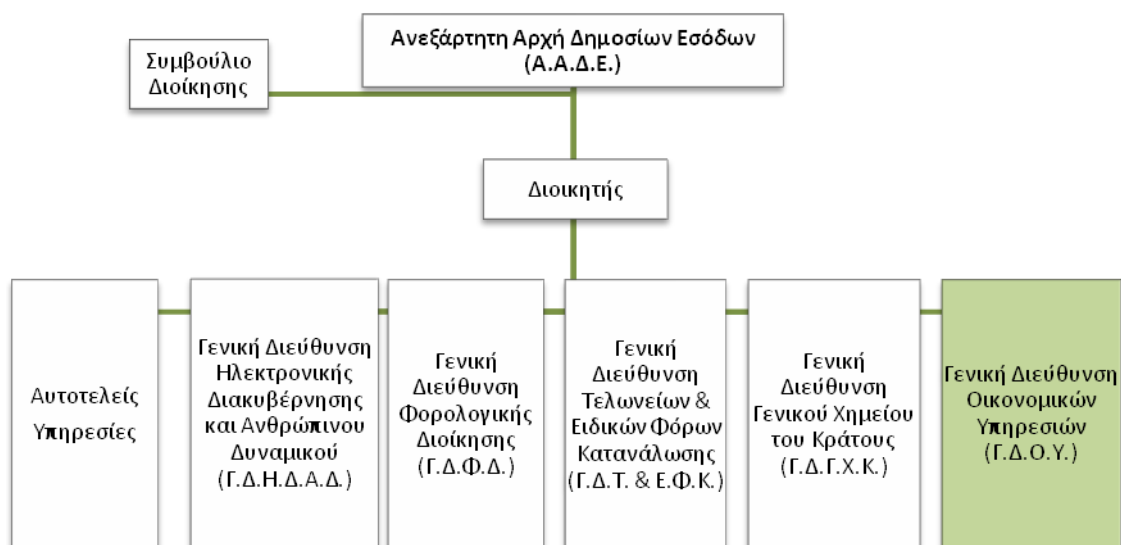 Ανεξάρτητη Αρχή Δημοσίων Εσόδων
(Α.Α.Δ.Ε.)
Συμβούλιο
Διοίκησης
Διοικητής
Αυτοτελείς
Υπηρεσίες
Γενική Διεύθυνση
Ηλεκτρονικής
Διακυβέρνησης
και Ανθρώπινου
Δυναμικού
(Γ.Δ.Η.Δ.Α.Δ.)
Γενική
Διεύθυνση
Φορολογικής
Διοίκησης
(Γ.Δ.Φ.Δ.)
Γενική
Διεύθυνση
Τελωνείων &
Ειδικών Φόρων
Κατανάλωσης
(Γ.Δ.Τ. & Ε.Φ.Κ.)
Γενική
Διεύθυνση
Γενικού Χημείου
του Κράτους
(Γ.Δ.Γ.Χ.Κ.)
Γενική Διεύθυνση
Οικονομικών
Υπηρεσιών
(Γ.Δ.Ο.Υ.)